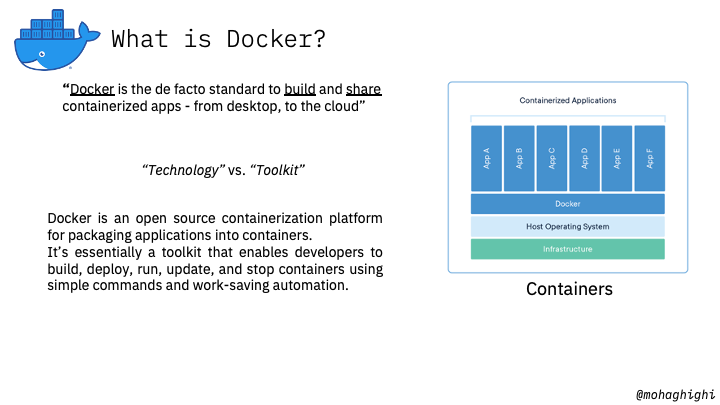 What is Docker?
“Docker is the de facto standard to build and share
containerized apps - from desktop, to the cloud”
“Technology” vs. “Toolkit”
Docker is an open source containerization platform
for packaging applications into containers.
It’s essentially a toolkit that enables developers to
build, deploy, run, update, and stop containers using
simple commands and work-saving automation.
Containerized Applications
App A
App B
App C
App D
App E
App F
Docker
Host Operating System
Infrastructure
Containers
@mohaghighi